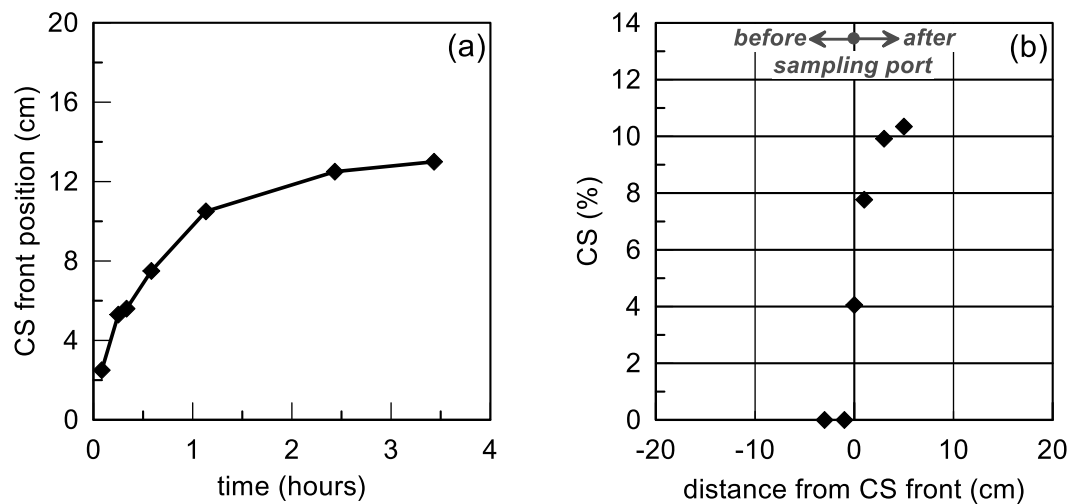 (a)
CS front position (cm)
20
16
12
8
4
0
0 1 2 3 4
time (hours)
(b)
before after
sampling port
CS (%)
14
12
10
8
6
4
2
0
-20 -10 0 10 20
distance from CS front (cm)